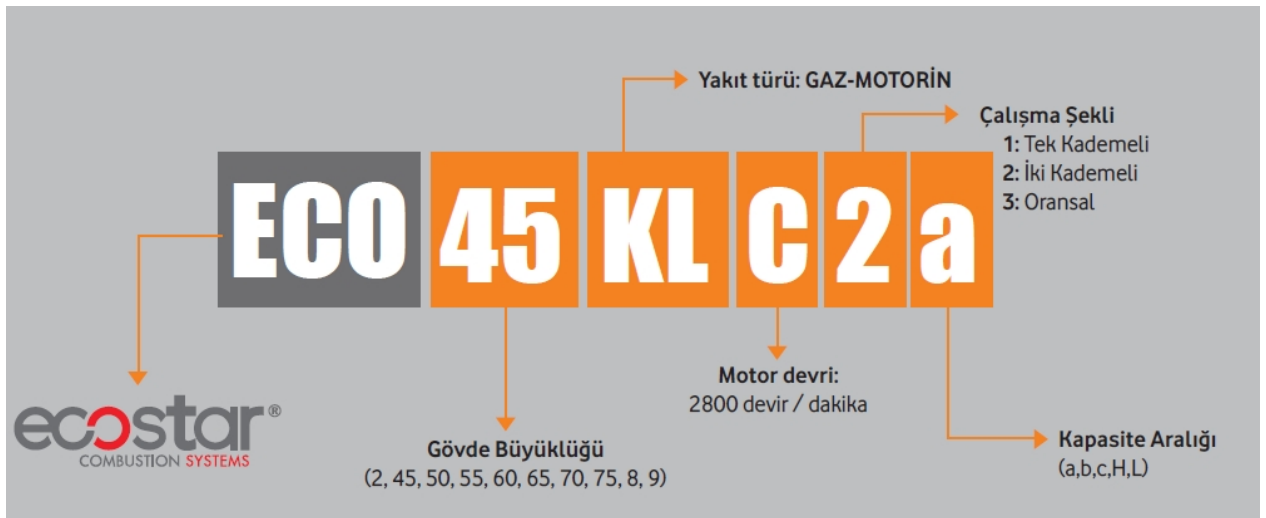 Yakıt türü: GAZ-MOTORİN
Çalışma Şekli
1: Tek Kademeli
2: İki Kademeli
3: Oransal
ECO 45 KL C 2 a
Motor devri:
2800 devir / dakika
ecostar®
COMBUSTION SYSTEMS
Gövde Büyüklüğü
(2, 45, 50, 55, 60, 65, 70, 75, 8, 9)
Kapasite Aralığı
(a,b,c,H,L)